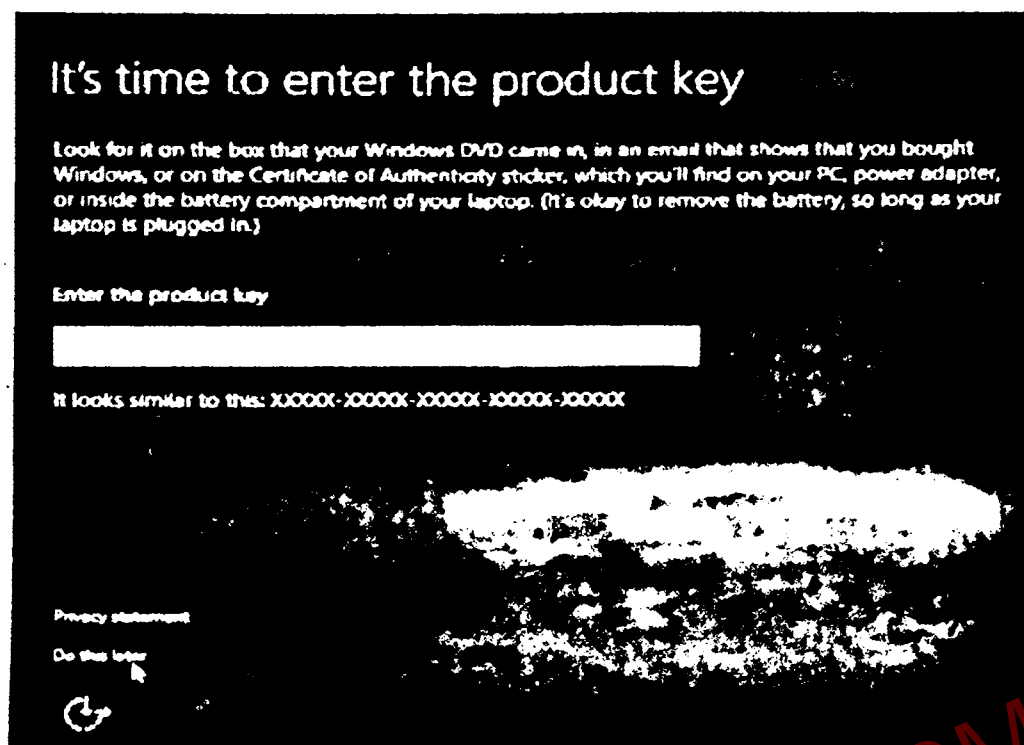 It's time to enter the product key
Look for it on the box that your Windows DVD came in, in an email that shows that you bought
Windows, or on the Certificate of Authenticity sticker, which you'll find on your PC, power adapter,
or inside the battery compartment of your laptop. (It's okay to remove the battery, so long as your
laptop is plugged in.)
Enter the product key
It looks similar to this: XXXXX-XXXXX-XXXXX-XXXXX-XXXXX
Privacy statement
Do this later